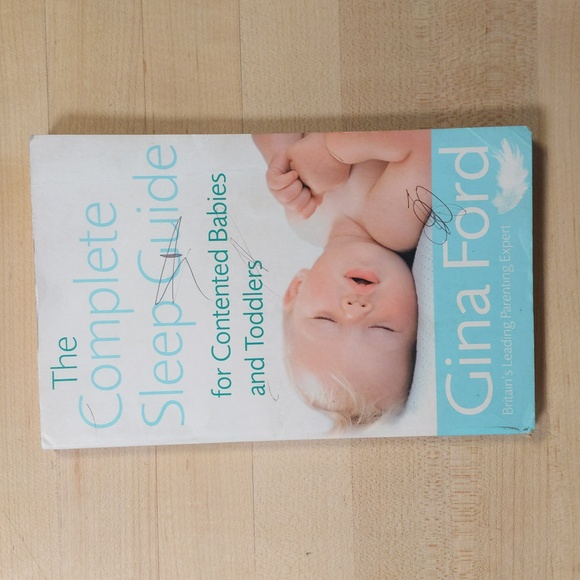 The
Complete
Sleep Guide
for Contented Babies
and Toddlers
Gina Ford
Britain's Leading Parenting Expert